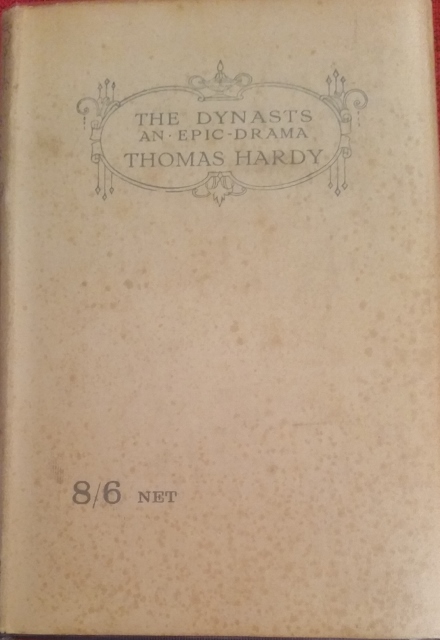 THE DYNASTS
AN·EPIC-DRAMA
THOMAS HARDY
8/6 NET